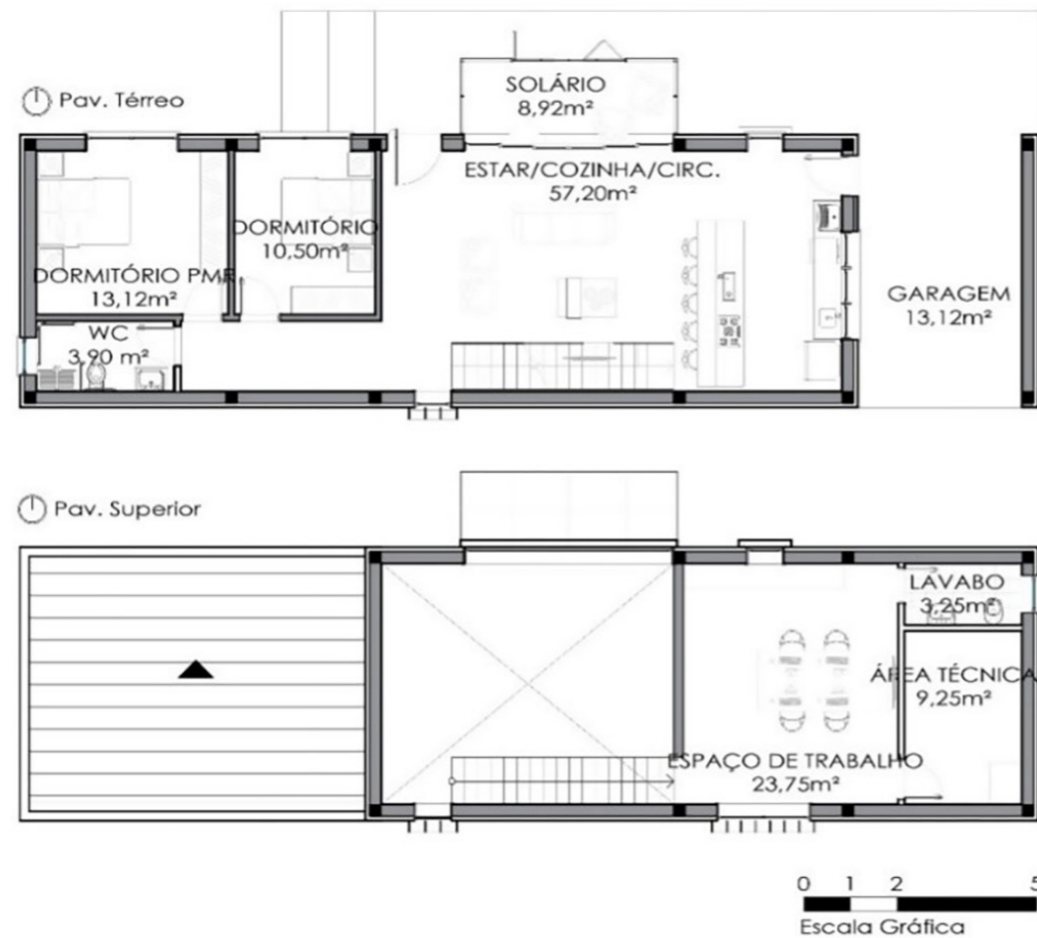 Pav. Térreo
SOLÁRIO
8,92m²
ESTAR/COZINHA/CIRC.
57,20m²
DORMITÓRIO
10,50m²
DORMITÓRIO PMR
13,12m²
WC
3,90 m²
GARAGEM
13,12m²
Pav. Superior
LAVABO
3,25m²
ÁREA TÉCNICA
9,25m²
ESPAÇO DE TRABALHO
23,75m²
0 1 2 5
Escala Gráfica